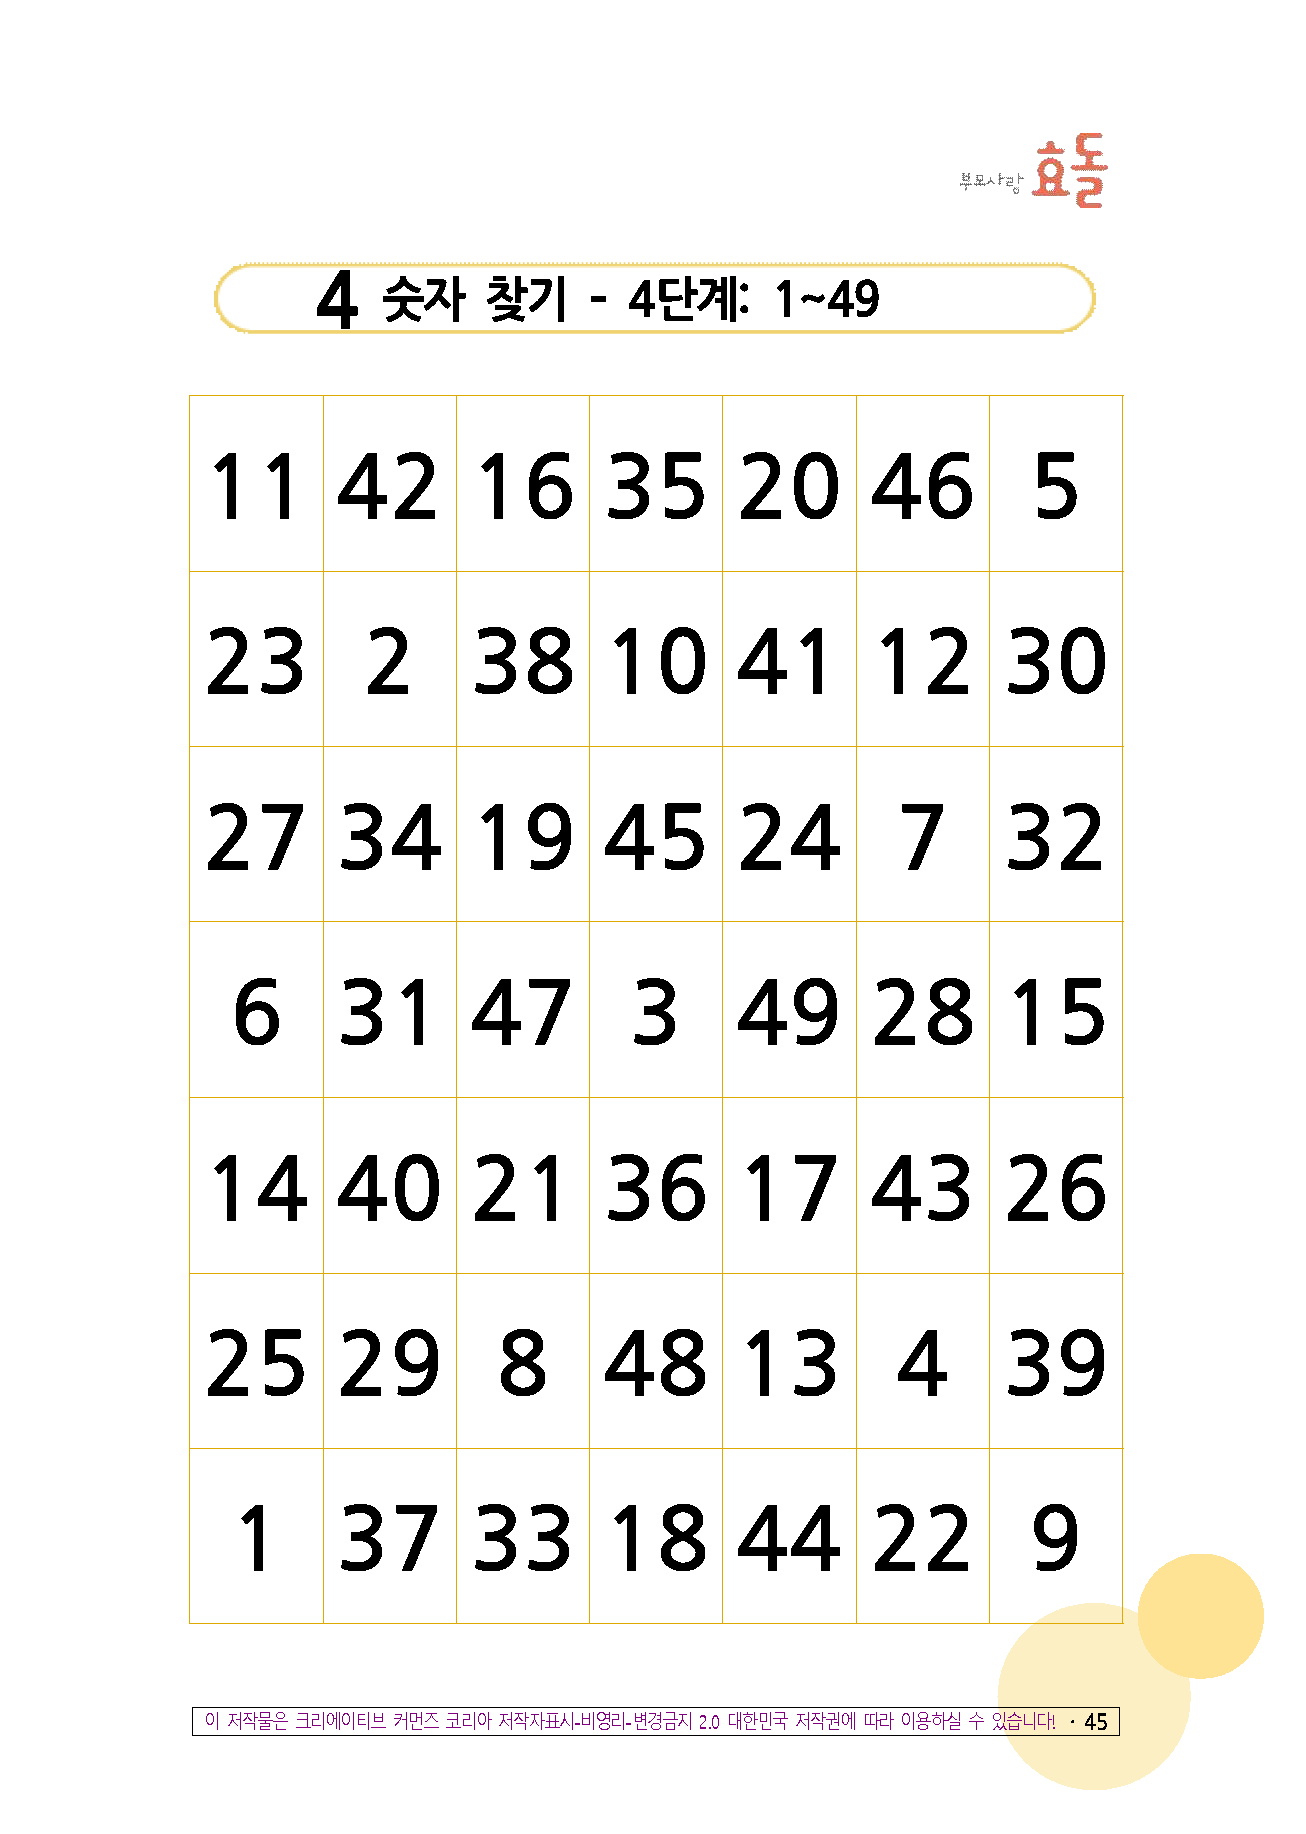 부모사랑 효돌
4 숫자 찾기 - 4단계: 1~49
11 42 16 35 20 46 5
23 2 38 10 41 12 30
27 34 19 45 24 7 32
6 31 47 3 49 28 15
14 40 21 36 17 43 26
25 29 8 48 13 4 39
1 37 33 18 44 22 9
이 저작물은 크리에이티브 커먼즈 코리아 저작자표시-비영리-변경금지 2.0 대한민국 저작권에 따라 이용하실 수 있습니다! · 45